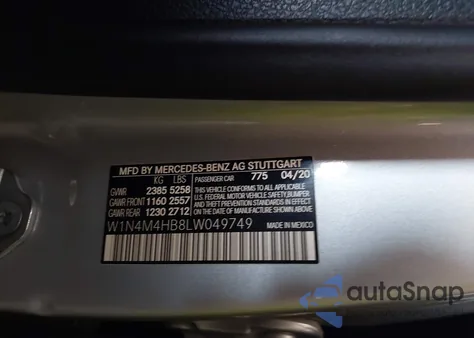 MFD BY MERCEDES-BENZ AG STUTTGART
KG LBS PASSENGER CAR 775 04/20
GVWR 2385 5258 THIS VEHICLE CONFORMS TO ALL APPLICABLE
GAWR FRONT 1160 2557 U.S. FEDERAL MOTOR VEHICLE SAFETY, BUMPER
GAWR REAR 1230 2712 AND THEFT PREVENTION STANDARDS IN EFFECT
ON THE DATE OF MANUFACTURE SHOWN ABOVE.
W1N4M4HB8LW049749 MADE IN MEXICO
autoSnap